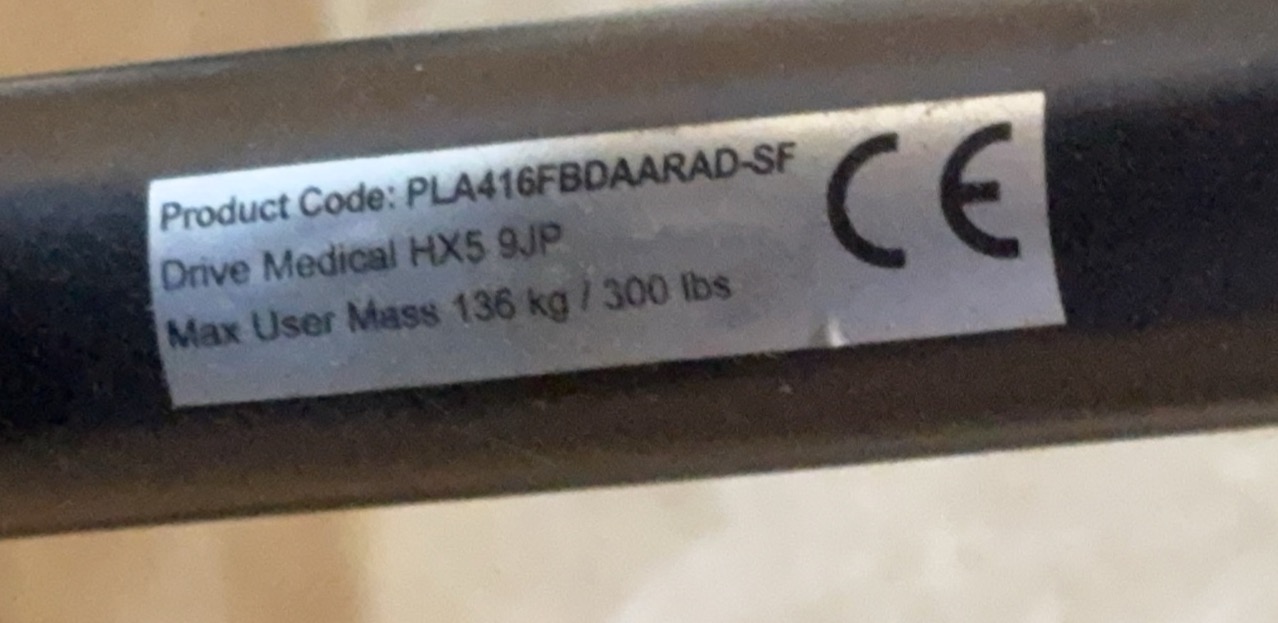 Product Code: PLA416FBDAARAD-SF
Drive Medical HX5 9JP
Max User Mass 136 kg / 300 lbs
CE